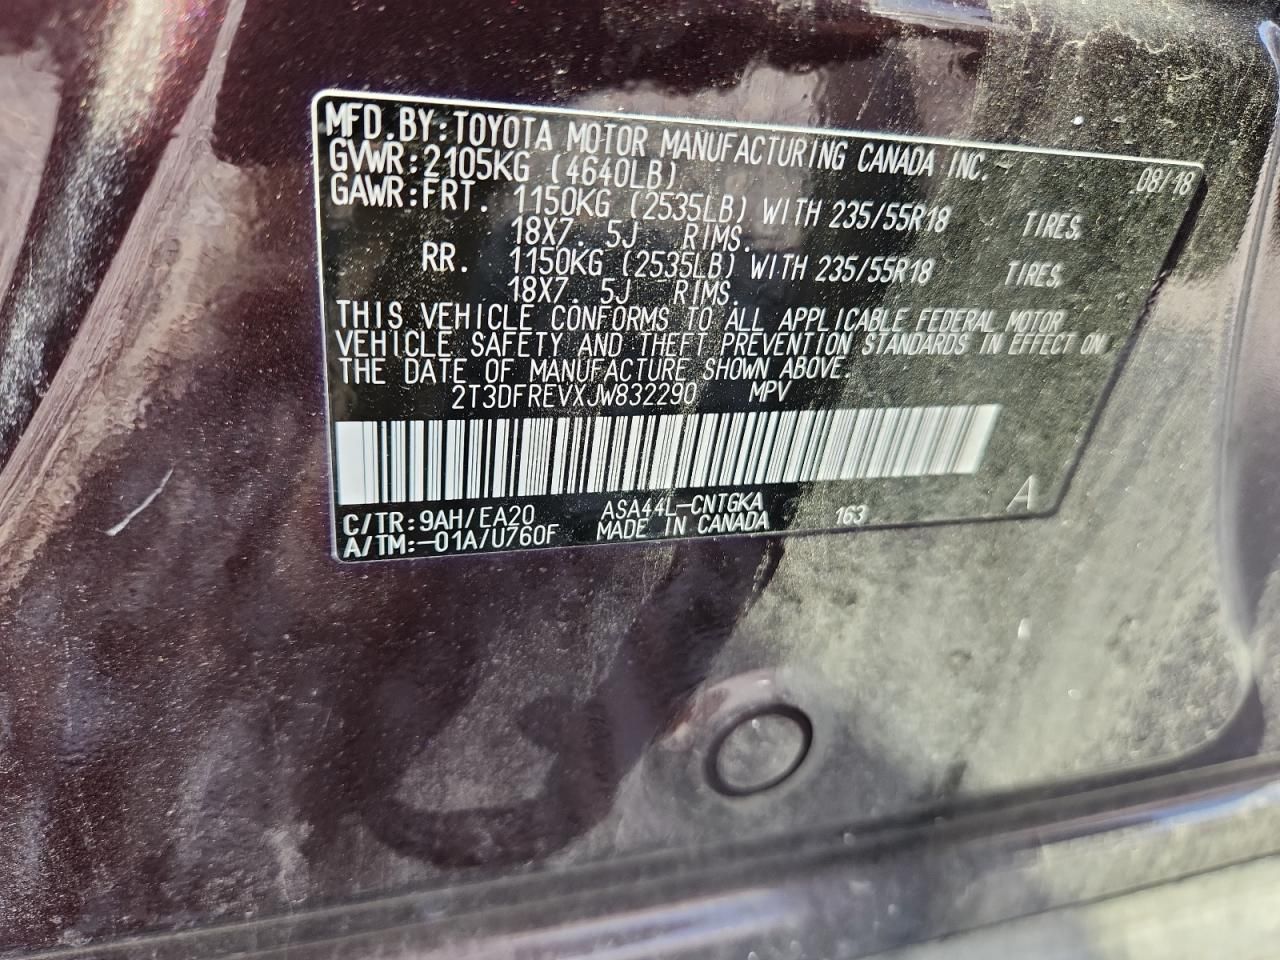 MFD.BY:TOYOTA MOTOR MANUFACTURING CANADA INC. 08/18
GVWR:2105KG (4640LB)
GAWR:FRT. 1150KG (2535LB) WITH 235/55R18 TIRES,
18X7. 5J RIMS.
RR. 1150KG (2535LB) WITH 235/55R18 TIRES,
18X7. 5J RIMS.
THIS VEHICLE CONFORMS TO ALL APPLICABLE FEDERAL MOTOR
VEHICLE SAFETY AND THEFT PREVENTION STANDARDS IN EFFECT ON
THE DATE OF MANUFACTURE SHOWN ABOVE.
2T3DFREVXJW832290 MPV
C/TR:9AH/EA20 ASA44L-CNTGKA 163 A
A/TM:-01A/U760F MADE IN CANADA